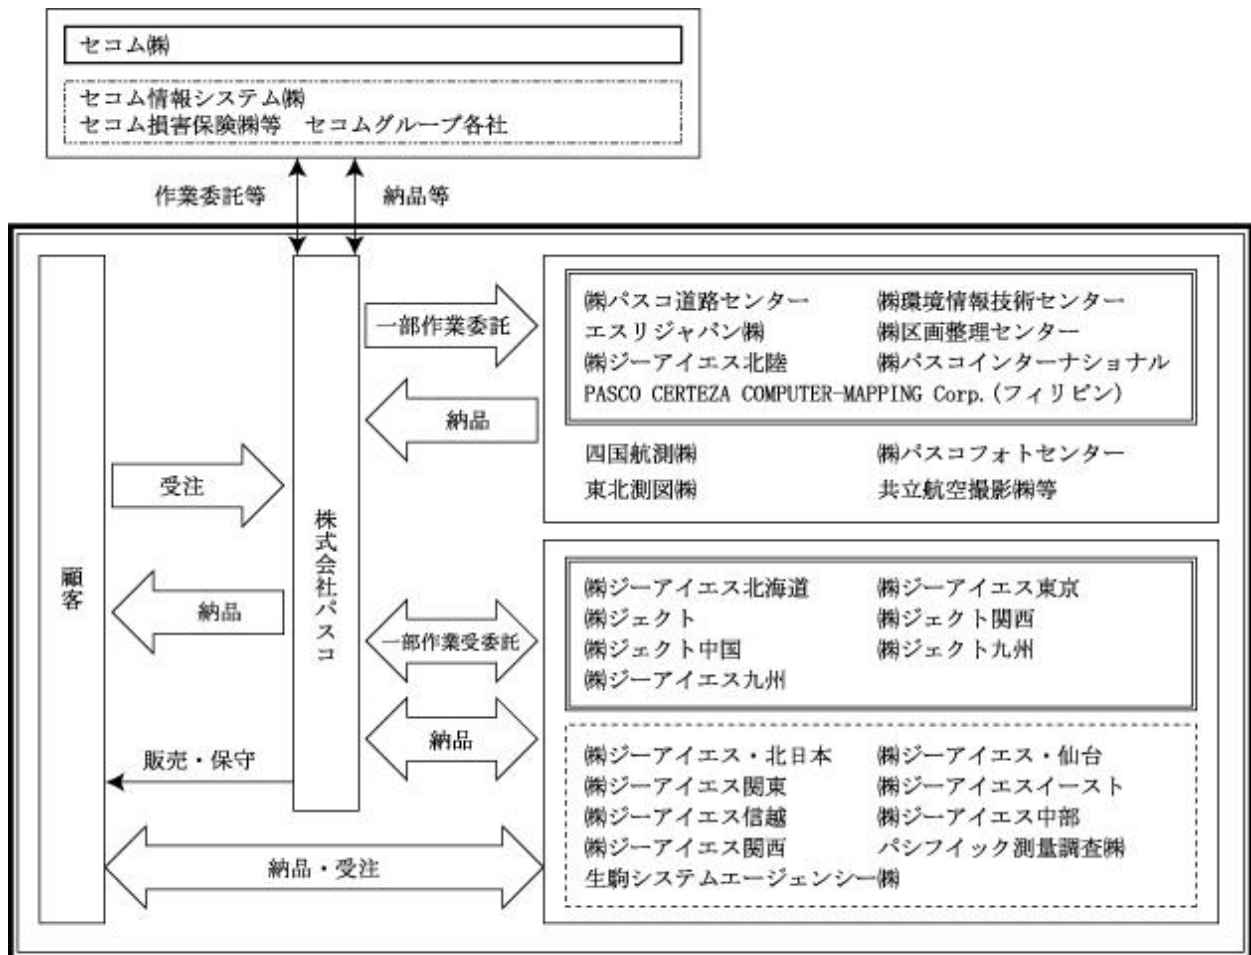 セコム㈱
セコム情報システム㈱
セコム損害保険㈱等　セコムグループ各社
作業委託等
納品等
顧客
受注
納品
販売・保守
株式会社パスコ
一部作業委託
納品
㈱パスコ道路センター　㈱環境情報技術センター
エスリジャパン㈱　㈱区画整理センター
㈱ジーアイエス北陸　㈱パスコインターナショナル
PASCO CERTEZA COMPUTER-MAPPING Corp.(フィリピン)
四国航測㈱　㈱パスコフォトセンター
東北測図㈱　共立航空撮影㈱等
一部作業受委託
納品
㈱ジーアイエス北海道　㈱ジーアイエス東京
㈱ジェクト　㈱ジェクト関西
㈱ジェクト中国　㈱ジェクト九州
㈱ジーアイエス九州
㈱ジーアイエス・北日本　㈱ジーアイエス・仙台
㈱ジーアイエス関東　㈱ジーアイエスイースト
㈱ジーアイエス信越　㈱ジーアイエス中部
㈱ジーアイエス関西　パシフイック測量調査㈱
生駒システムエージェンシー㈱
納品・受注